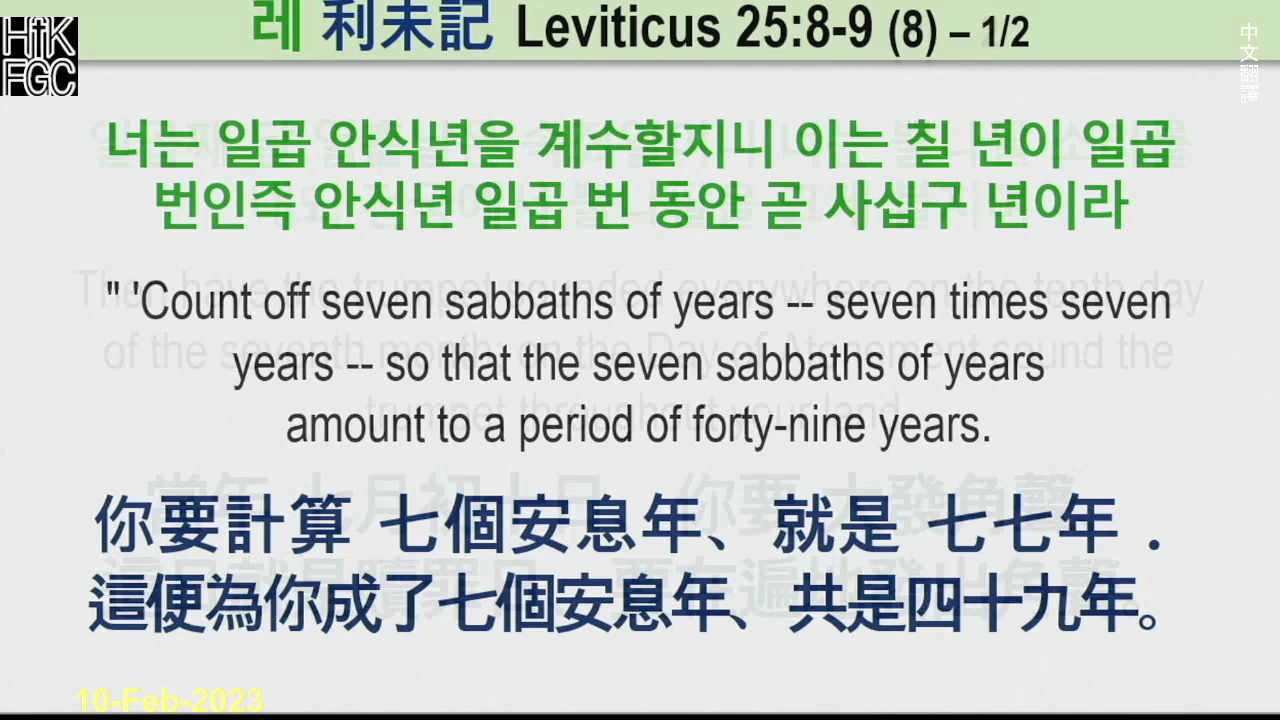 레 利未記 Leviticus 25:8-9 (8) – 1/2
HfK
FGC
中文翻譯
너는 일곱 안식년을 계수할지니 이는 칠 년이 일곱
번인즉 안식년 일곱 번 동안 곧 사십구 년이라
" 'Count off seven sabbaths of years -- seven times seven
years -- so that the seven sabbaths of years
amount to a period of forty-nine years.
你要計算 七個安息年、就是 七七年 .
這便為你成了七個安息年、共是四十九年。
10-Feb-2023